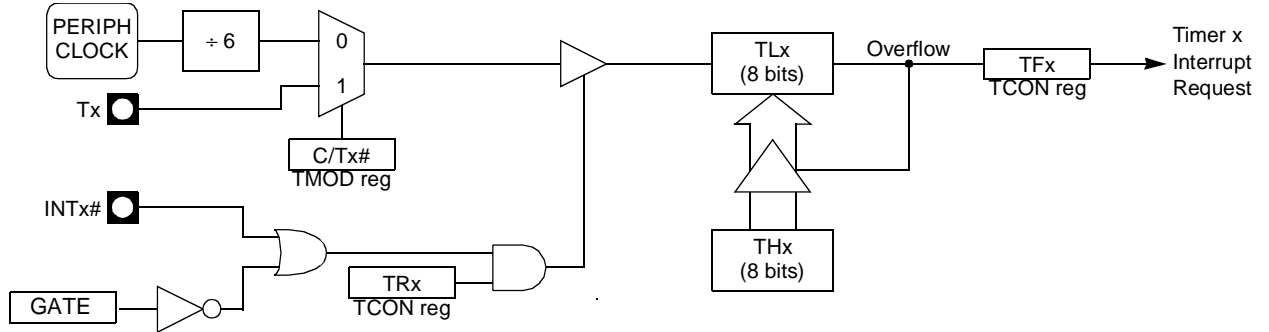 PERIPH
CLOCK
÷ 6
0
1
Tx
C/Tx#
TMOD reg
TLx
(8 bits)
Overflow
TFx
TCON reg
Timer x
Interrupt
Request
INTx#
THx
(8 bits)
TRx
TCON reg
GATE